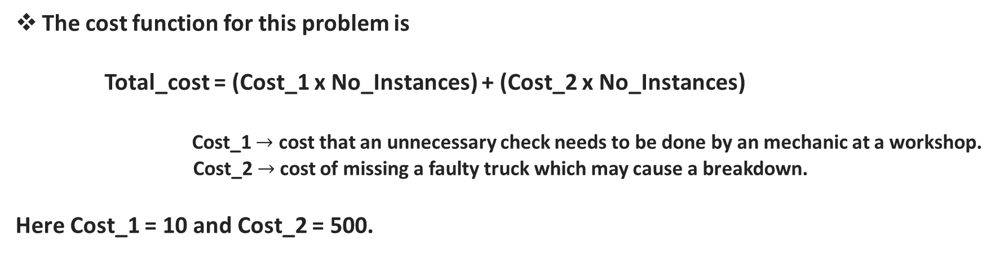 ❖ The cost function for this problem is
Total_cost = (Cost_1 x No_Instances) + (Cost_2 x No_Instances)
Cost_1 → cost that an unnecessary check needs to be done by an mechanic at a workshop.
Cost_2 → cost of missing a faulty truck which may cause a breakdown.
Here Cost_1 = 10 and Cost_2 = 500.